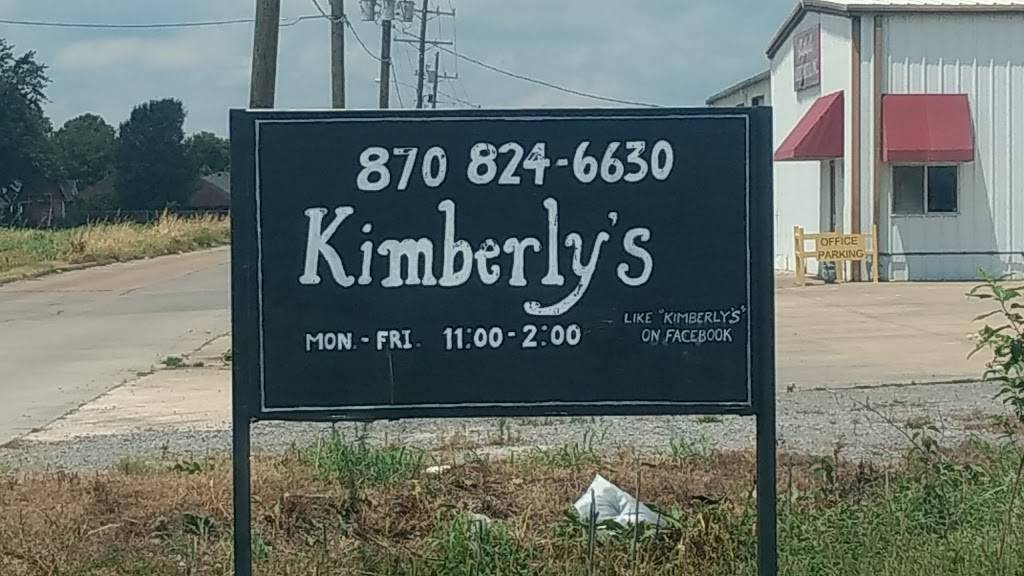 870 824-6630
Kimberly's
MON. - FRI. 11:00 - 2:00
LIKE "KIMBERLY'S"
ON FACEBOOK
OFFICE
PARKING